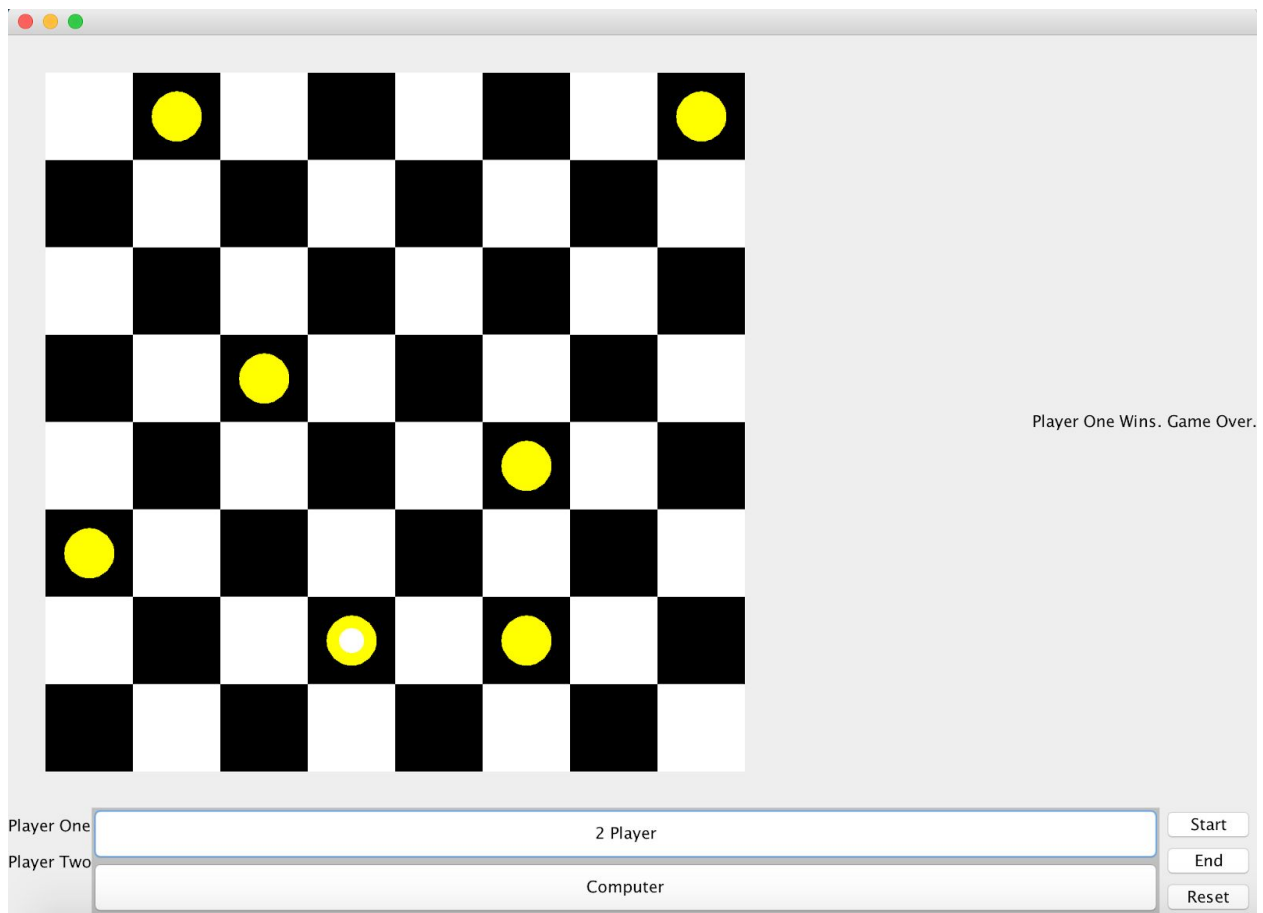 Player One Wins. Game Over.
Player One
2 Player
Start
Player Two
Computer
End
Reset